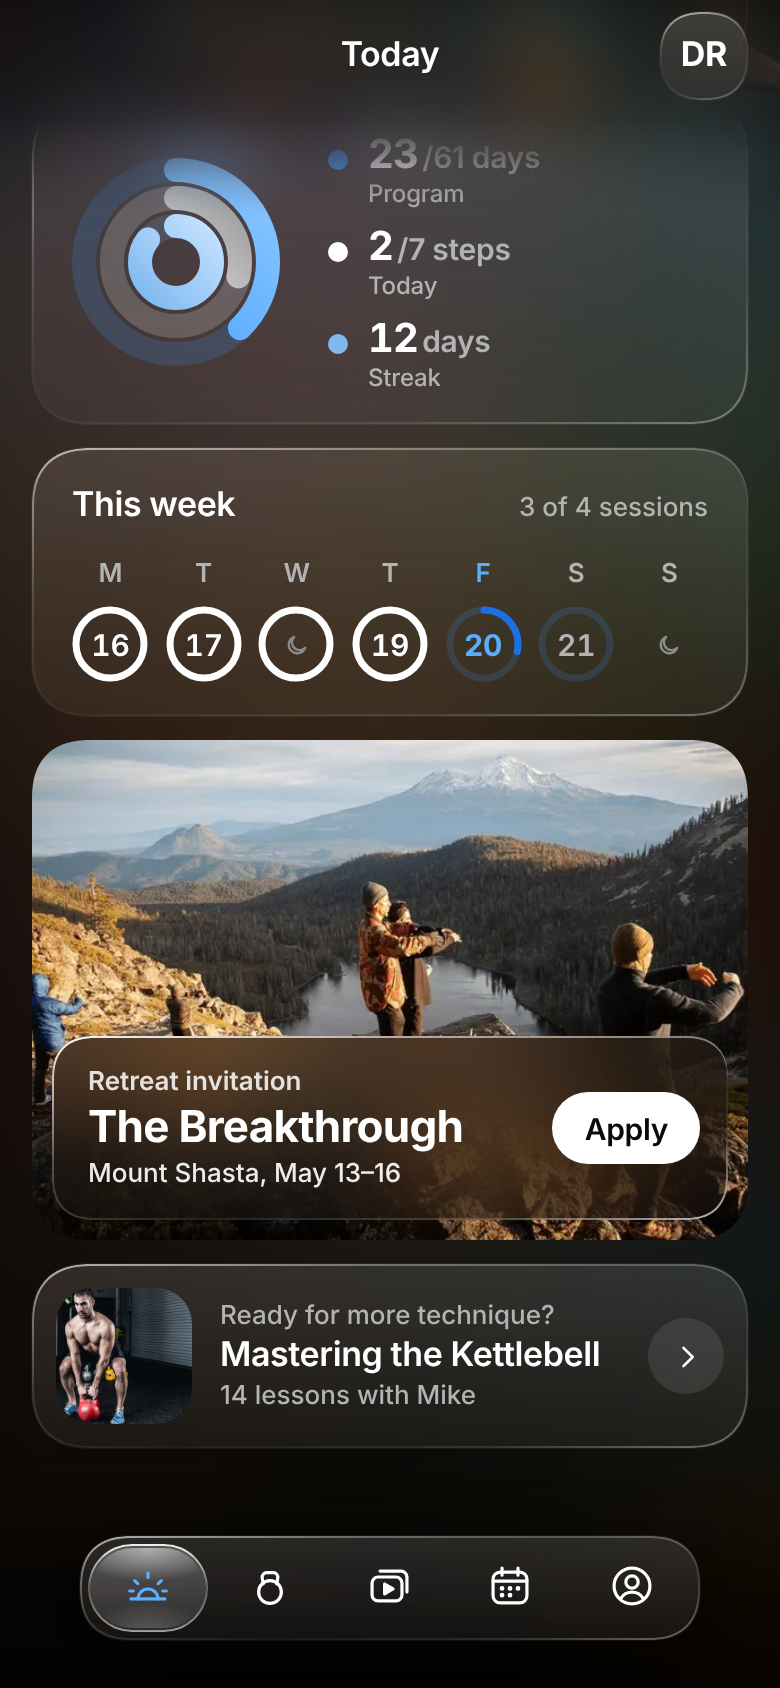 Today
DR
23/61 days
Program
2/7 steps
Today
12 days
Streak
This week
3 of 4 sessions
M T W T F S S
16 17 19 20 21
Retreat invitation
The Breakthrough
Apply
Mount Shasta, May 13–16
Ready for more technique?
Mastering the Kettlebell
14 lessons with Mike